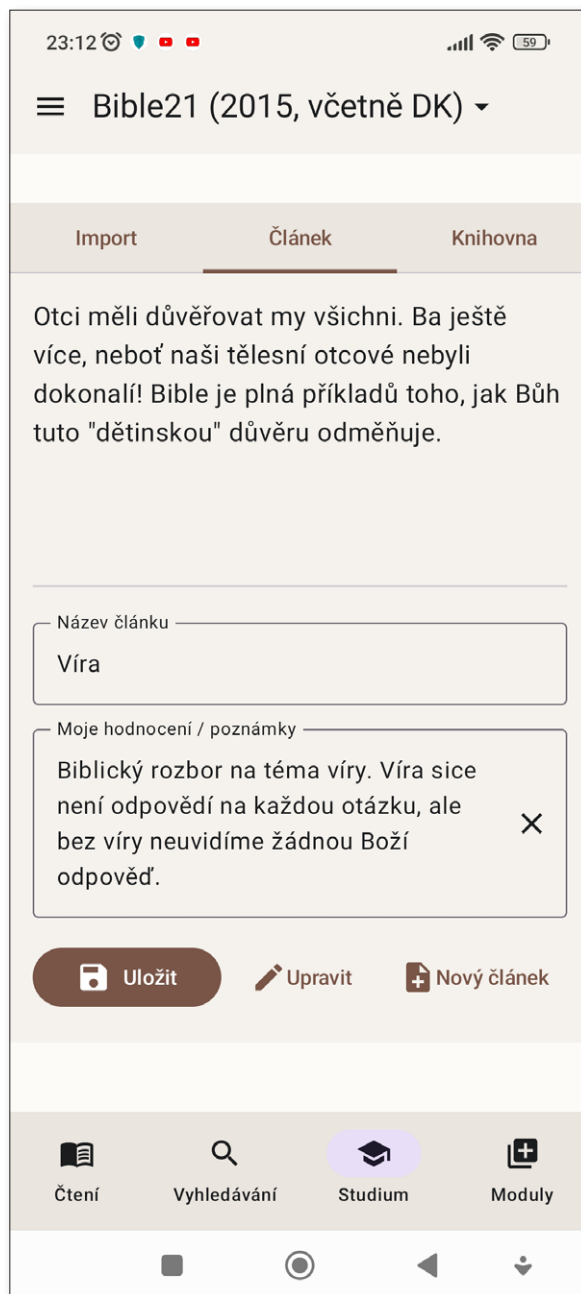 23:12
59
Bible21 (2015, včetně DK)
Import Článek Knihovna
Otci měli důvěřovat my všichni. Ba ještě
více, neboť naši tělesní otcové nebyli
dokonalí! Bible je plná příkladů toho, jak Bůh
tuto "dětinskou" důvěru odměňuje.
Název článku
Víra
Moje hodnocení / poznámky
Biblický rozbor na téma víry. Víra sice
není odpovědí na každou otázku, ale
bez víry neuvidíme žádnou Boží
odpověď.
Uložit Upravit Nový článek
Čtení Vyhledávání Studium Moduly